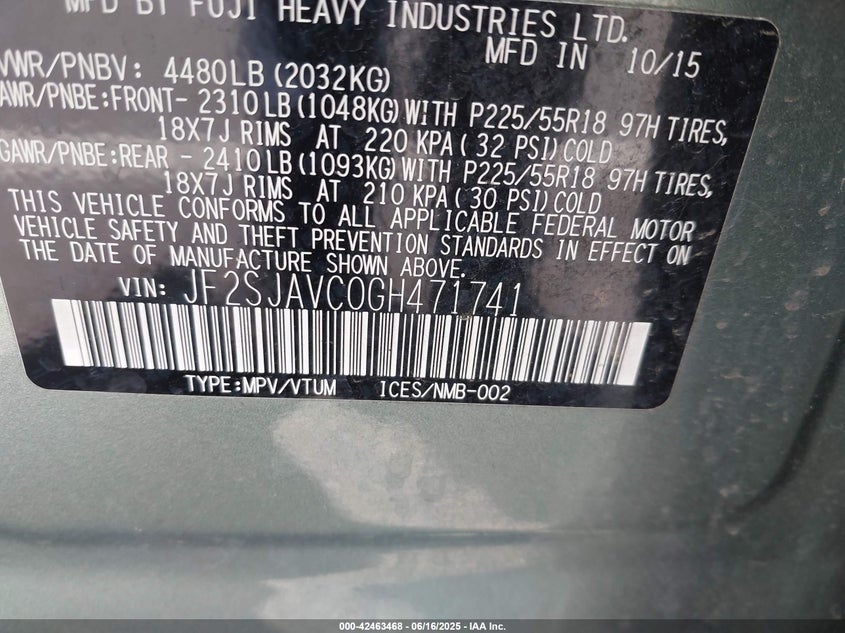 MFD BY FUJI HEAVY INDUSTRIES LTD.
MFD IN 10/15
VWR/PNBV: 4480LB (2032KG)
AWR/PNBE:FRONT- 2310LB (1048KG) WITH P225/55R18 97H TIRES,
18X7J RIMS AT 220 KPA ( 32 PSI) COLD
GAWR/PNBE:REAR - 2410LB (1093KG) WITH P225/55R18 97H TIRES,
18X7J RIMS AT 210 KPA ( 30 PSI) COLD
THIS VEHICLE CONFORMS TO ALL APPLICABLE FEDERAL MOTOR
VEHICLE SAFETY AND THEFT PREVENTION STANDARDS IN EFFECT ON
THE DATE OF MANUFACTURE SHOWN ABOVE.
VIN: JF2SJAVC0GH471741
TYPE:MPV/VTUM ICES/NMB-002
000-42463468 - 06/16/2025 - IAA Inc.